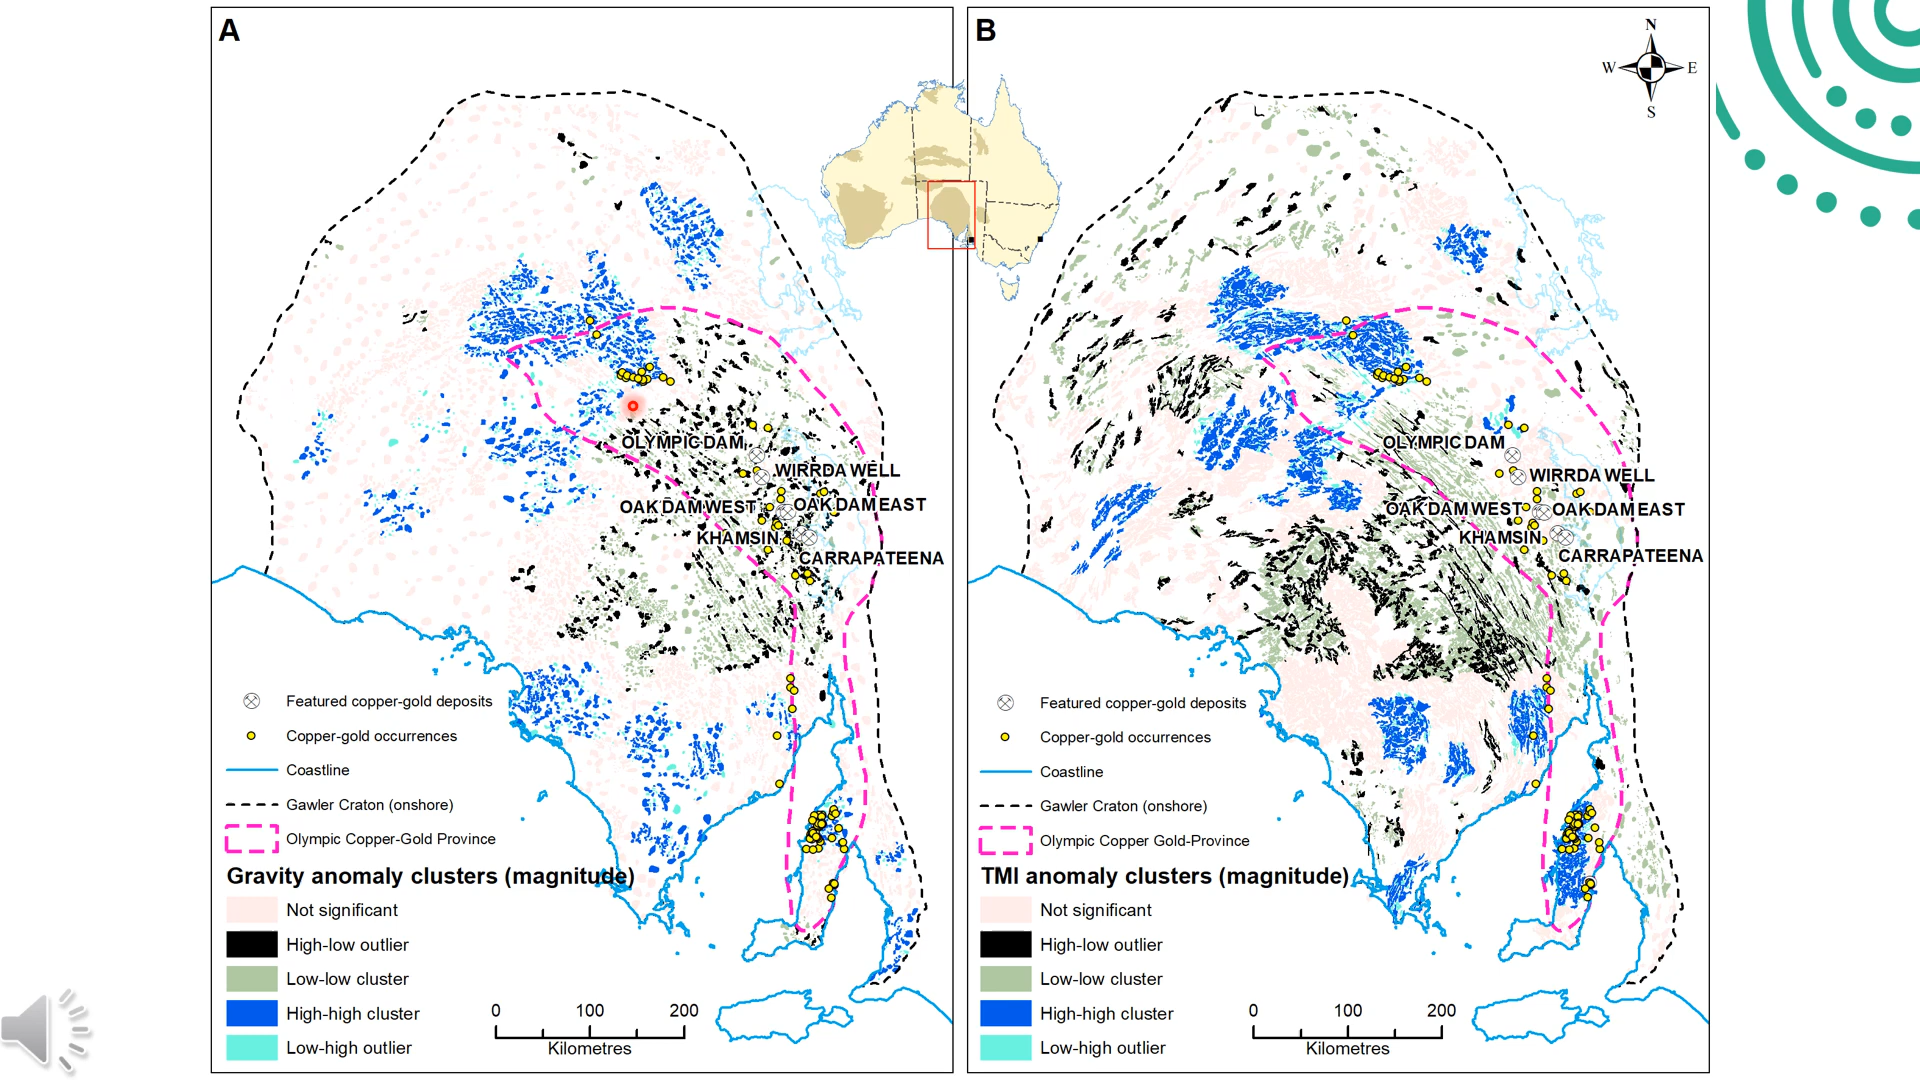 A
OLYMPIC DAM
WIRRDA WELL
OAK DAM WEST
OAK DAM EAST
KHAMSIN
CARRAPATEENA
Featured copper-gold deposits
Copper-gold occurrences
Coastline
Gawler Craton (onshore)
Olympic Copper-Gold Province
Gravity anomaly clusters (magnitude)
Not significant
High-low outlier
Low-low cluster
High-high cluster
Low-high outlier
0 100 200
Kilometres
B
N
W E
S
OLYMPIC DAM
WIRRDA WELL
OAK DAM WEST
OAK DAM EAST
KHAMSIN
CARRAPATEENA
Featured copper-gold deposits
Copper-gold occurrences
Coastline
Gawler Craton (onshore)
Olympic Copper Gold-Province
TMI anomaly clusters (magnitude)
Not significant
High-low outlier
Low-low cluster
High-high cluster
Low-high outlier
0 100 200
Kilometres